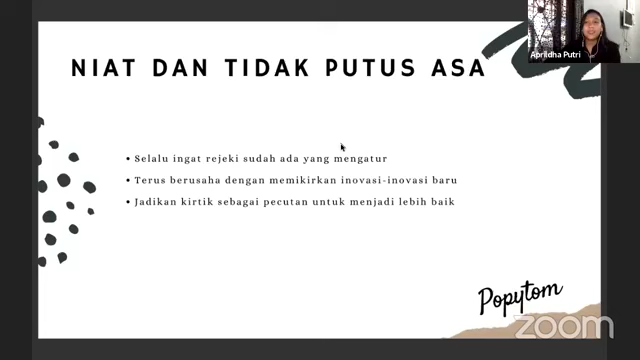 NIAT DAN TIDAK PUTUS ASA
Aprildha Putri
• Selalu ingat rejeki sudah ada yang mengatur
• Terus berusaha dengan memikirkan inovasi-inovasi baru
• Jadikan kirtik sebagai pecutan untuk menjadi lebih baik
Popytom
zoom